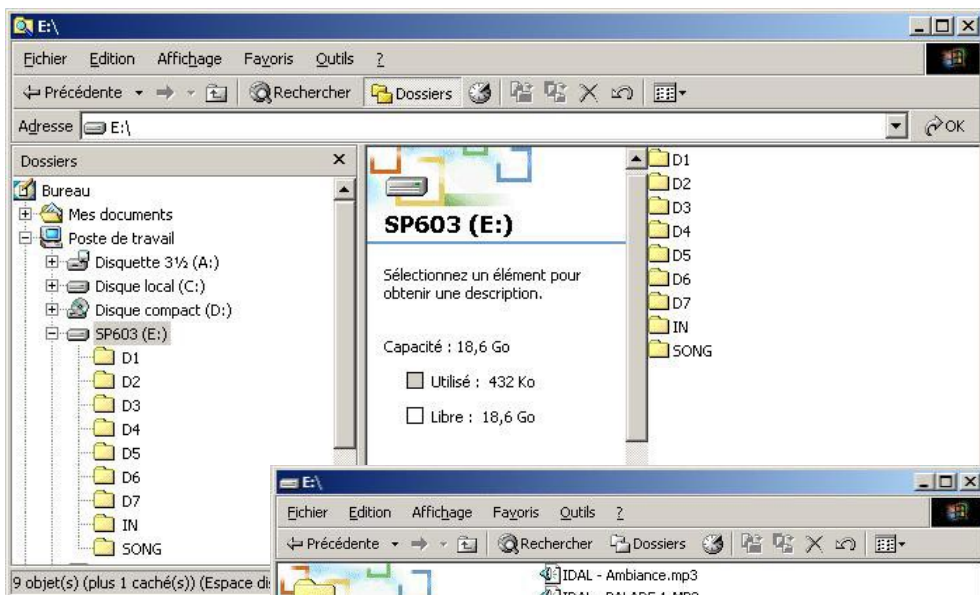 E:\
Fichier Edition Affichage Favoris Outils ?
Précédente Rechercher Dossiers
Adresse E:\ OK
Dossiers
Bureau
Mes documents
Poste de travail
Disquette 3½ (A:)
Disque local (C:)
Disque compact (D:)
SP603 (E:)
D1
D2
D3
D4
D5
D6
D7
IN
SONG
SP603 (E:)
Sélectionnez un élément pour
obtenir une description.
Capacité : 18,6 Go
Utilisé : 432 Ko
Libre : 18,6 Go
D1
D2
D3
D4
D5
D6
D7
IN
SONG
9 objet(s) (plus 1 caché(s)) (Espace di
E:\
Fichier Edition Affichage Favoris Outils ?
Précédente Rechercher Dossiers
IDAL - Ambiance.mp3
IDAL - BALADE 1.MP3